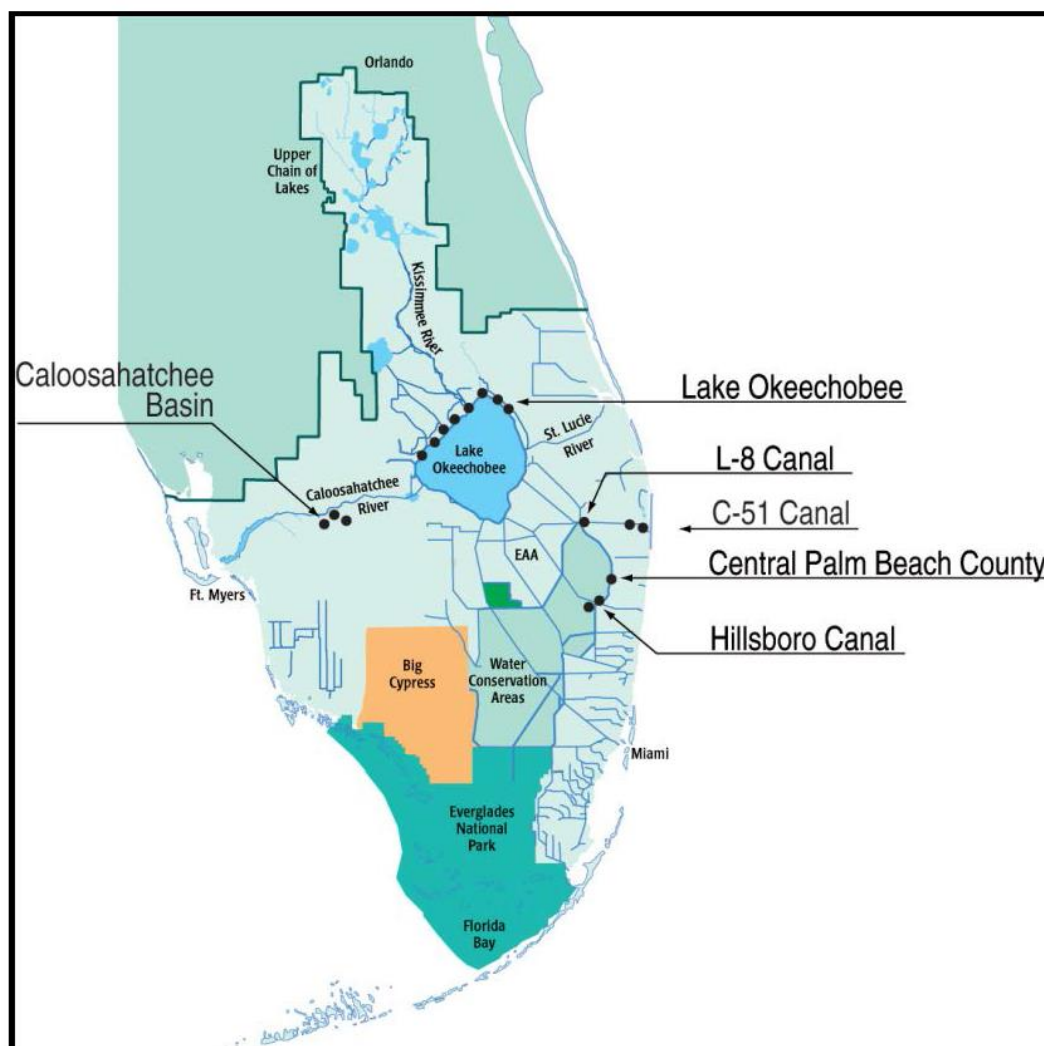 Orlando
Upper
Chain of
Lakes
Kissimmee River
Caloosahatchee
Basin
Lake Okeechobee
St. Lucie
River
Lake
Okeechobee
L-8 Canal
Caloosahatchee
River
C-51 Canal
EAA
Central Palm Beach County
Ft. Myers
Hillsboro Canal
Big
Cypress
Water
Conservation
Areas
Miami
Everglades
National
Park
Florida
Bay